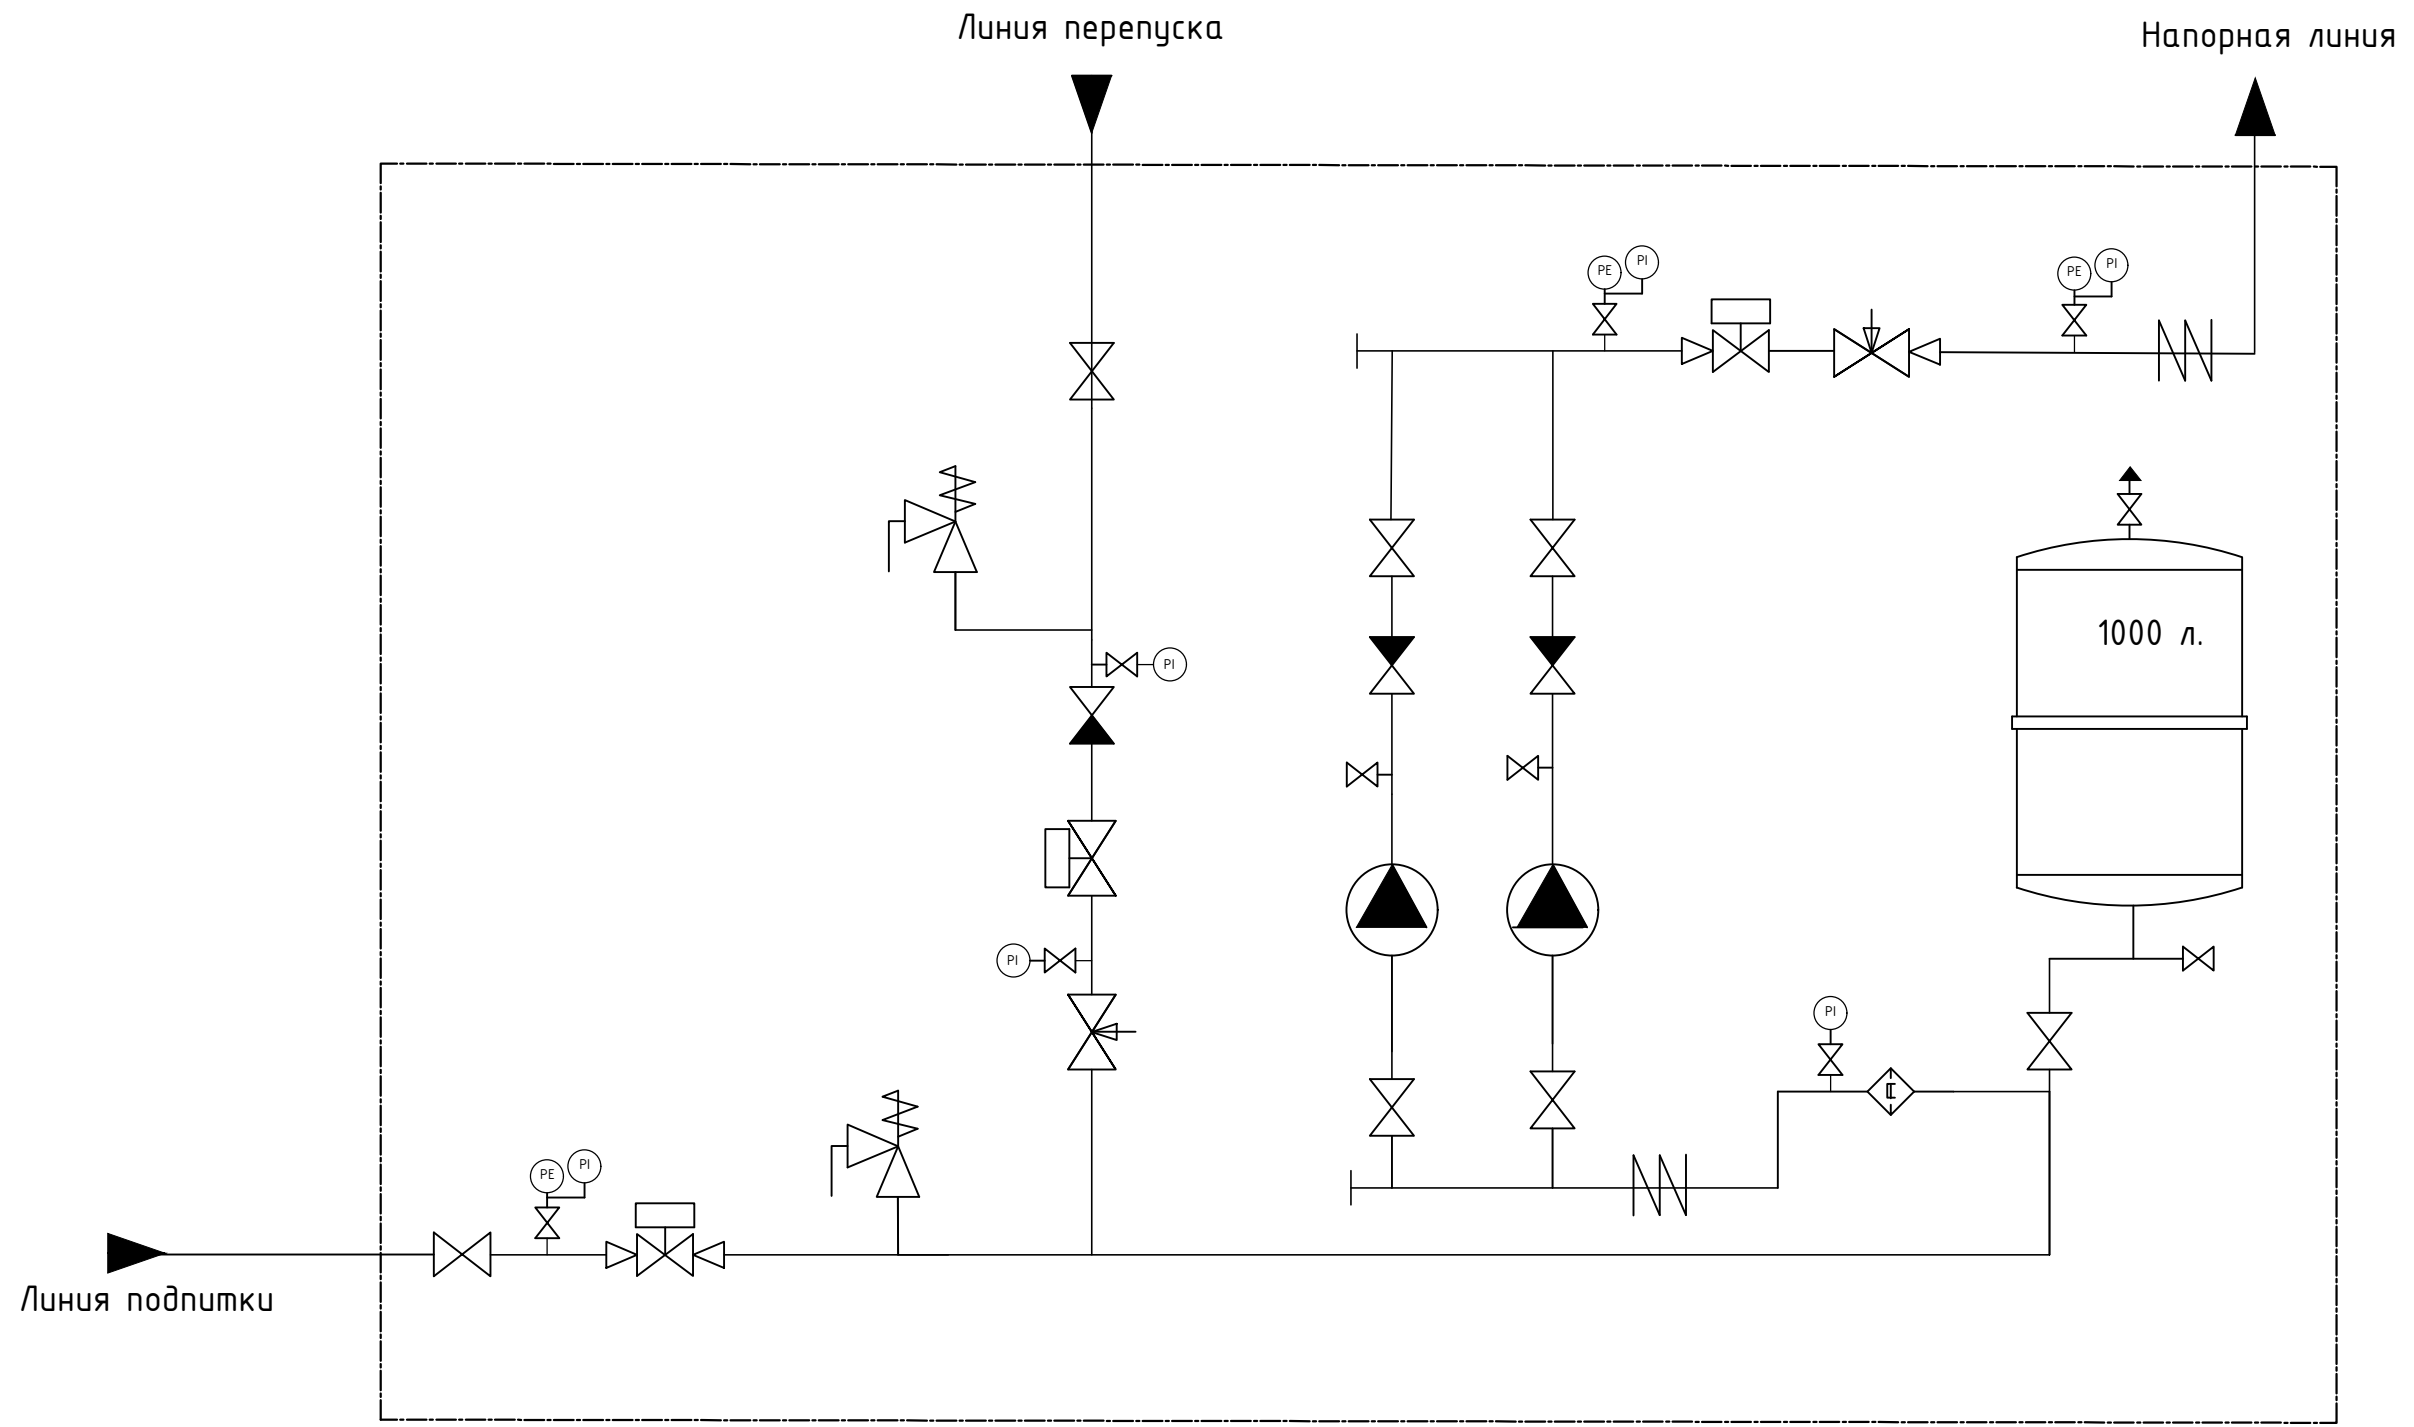 Линия перепуска
Напорная линия
PE
PI
PE
PI
1000 л.
PI
PI
PI
PE
PI
Линия подпитки